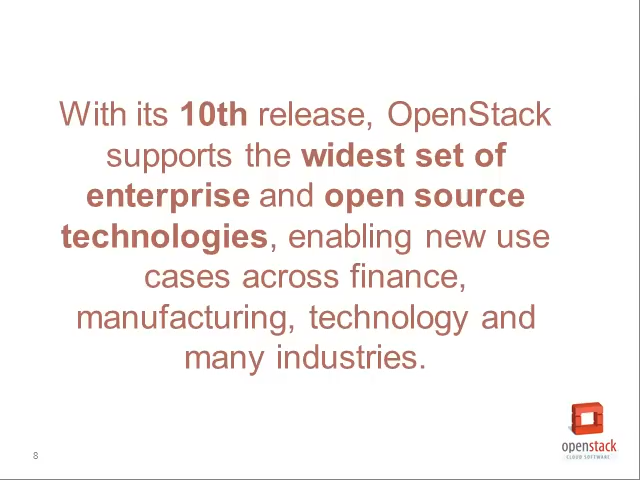 With its 10th release, OpenStack
supports the widest set of
enterprise and open source
technologies, enabling new use
cases across finance,
manufacturing, technology and
many industries.
openstack
CLOUD SOFTWARE
8